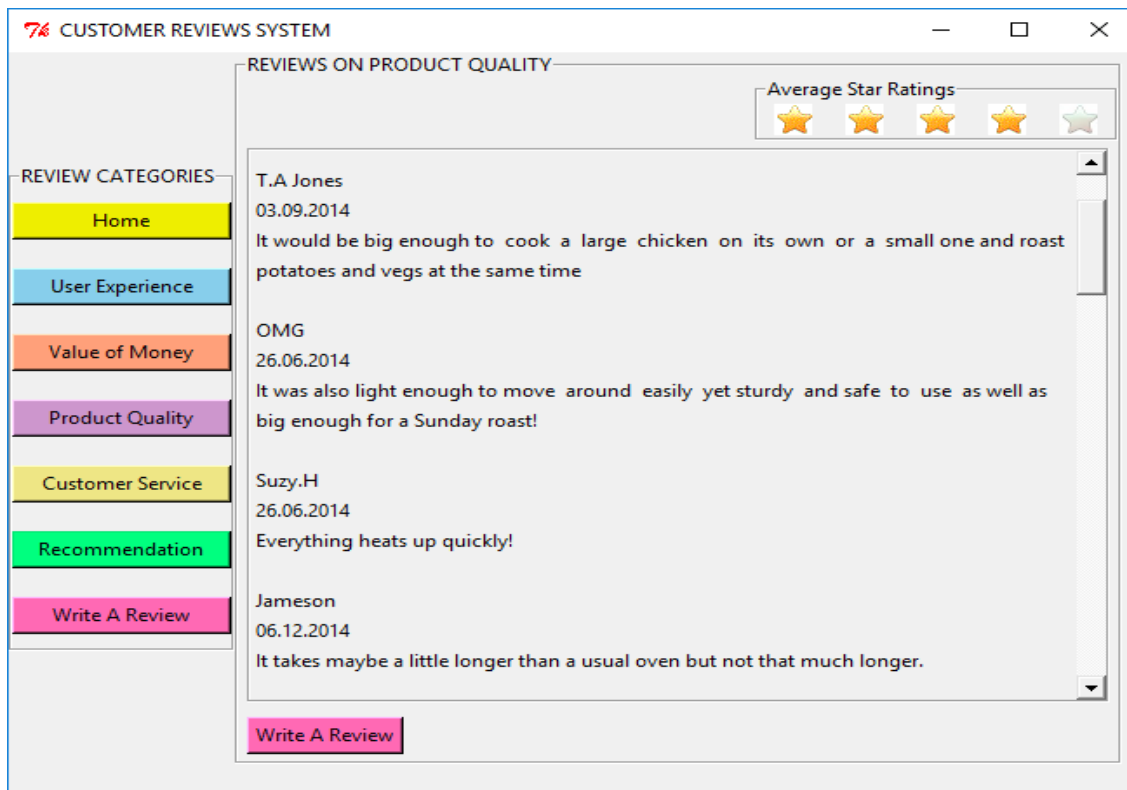 CUSTOMER REVIEWS SYSTEM
REVIEWS ON PRODUCT QUALITY
Average Star Ratings
REVIEW CATEGORIES
Home
User Experience
Value of Money
Product Quality
Customer Service
Recommendation
Write A Review
T.A Jones
03.09.2014
It would be big enough to cook a large chicken on its own or a small one and roast
potatoes and vegs at the same time
OMG
26.06.2014
It was also light enough to move around easily yet sturdy and safe to use as well as
big enough for a Sunday roast!
Suzy.H
26.06.2014
Everything heats up quickly!
Jameson
06.12.2014
It takes maybe a little longer than a usual oven but not that much longer.
Write A Review